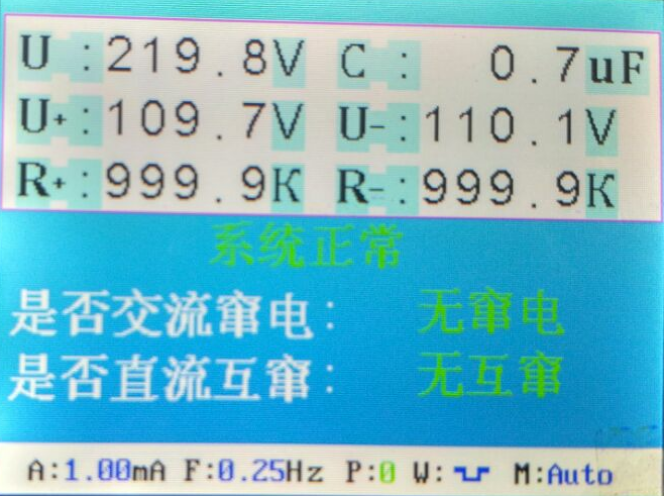 U :219.8V C : 0.7uF
U+:109.7V U-:110.1V
R+:999.9K R-:999.9K
系统正常
是否交流窜电: 无窜电
是否直流互窜: 无互窜
A:1.00mA F:0.25Hz P:0 W: M:Auto